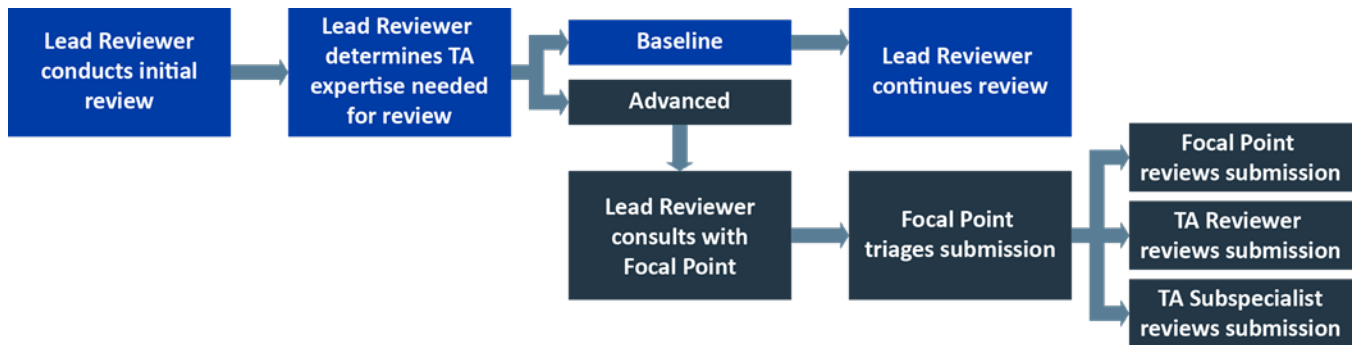 Lead Reviewer
conducts initial
review
Lead Reviewer
determines TA
expertise needed
for review
Baseline
Advanced
Lead Reviewer
continues review
Lead Reviewer
consults with
Focal Point
Focal Point
triages submission
Focal Point
reviews submission
TA Reviewer
reviews submission
TA Subspecialist
reviews submission